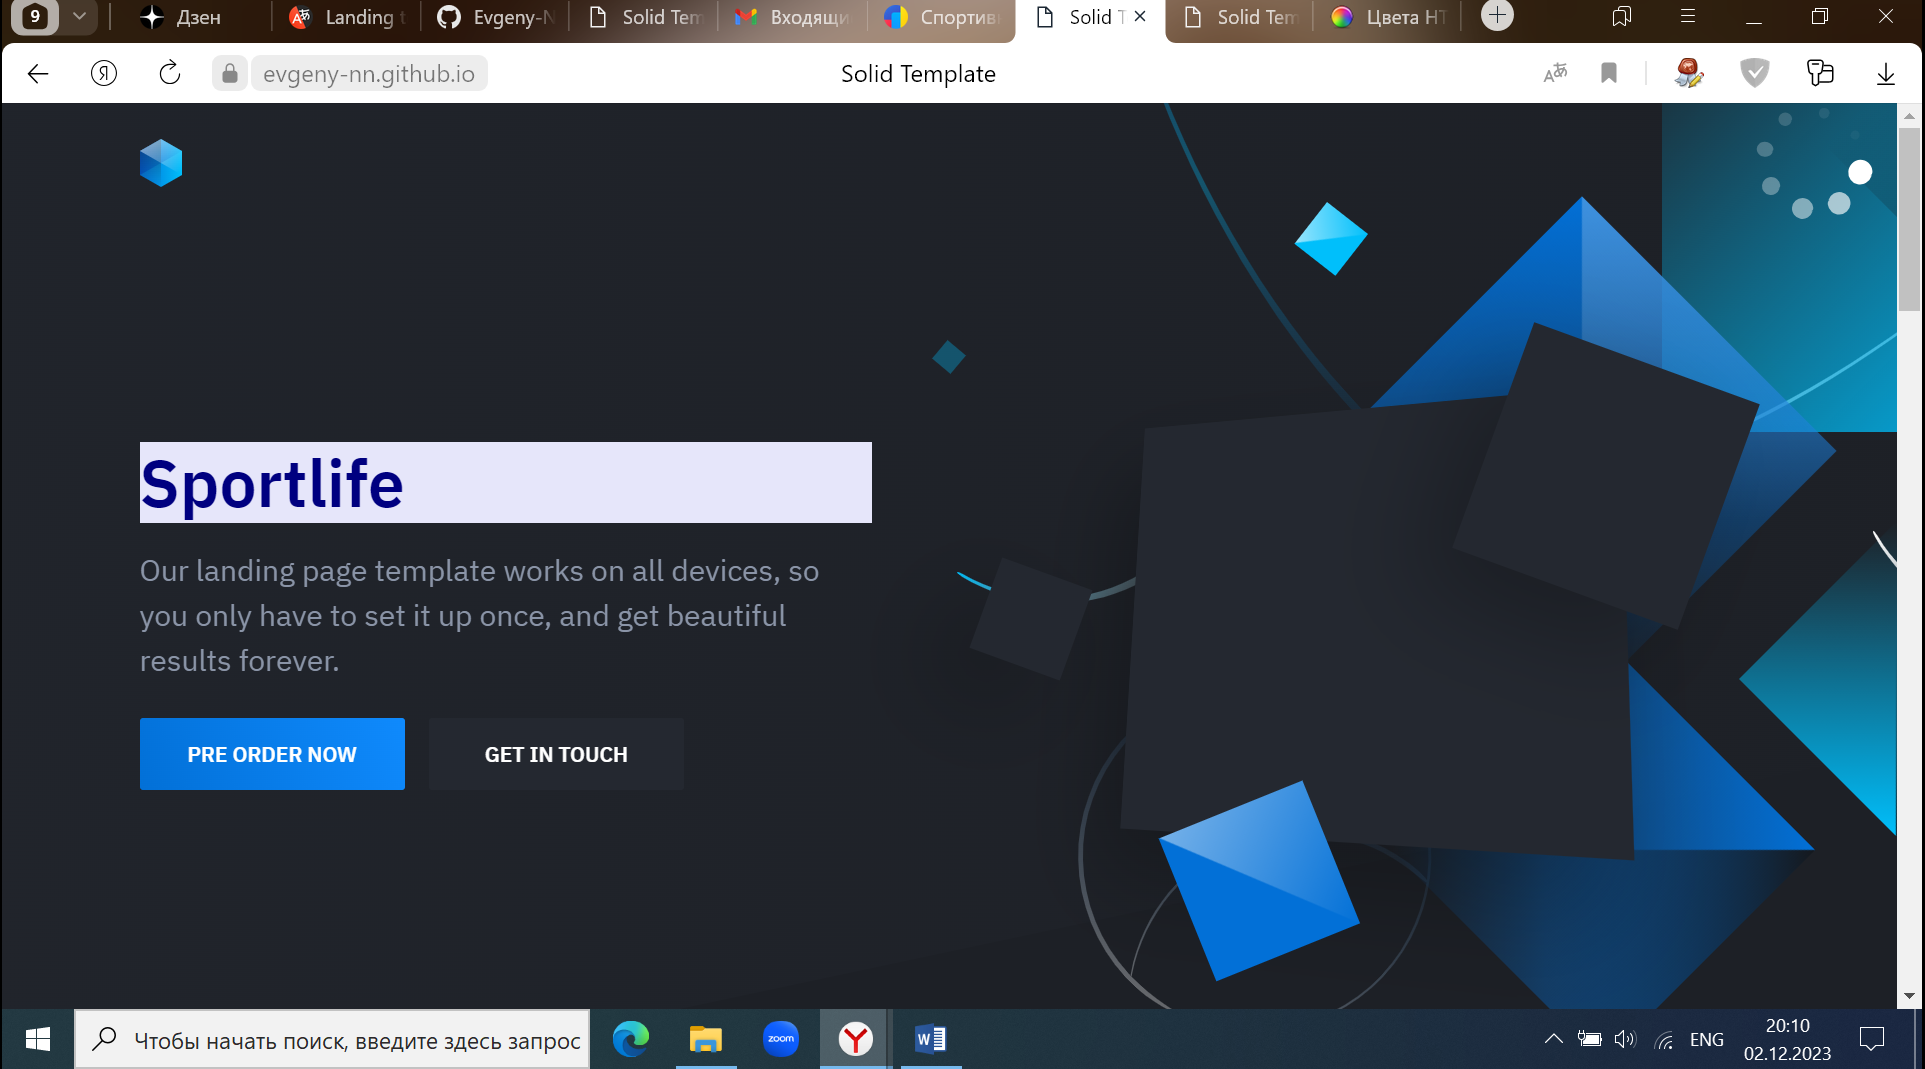 9
Дзен
Landing t
Evgeny-N
Solid Tem
Входящи
Спортивн
Solid T
Solid Tem
Цвета HT
Я
evgeny-nn.github.io
Solid Template
Sportlife
Our landing page template works on all devices, so
you only have to set it up once, and get beautiful
results forever.
PRE ORDER NOW
GET IN TOUCH
Чтобы начать поиск, введите здесь запрос
zoom
ENG
20:10
02.12.2023